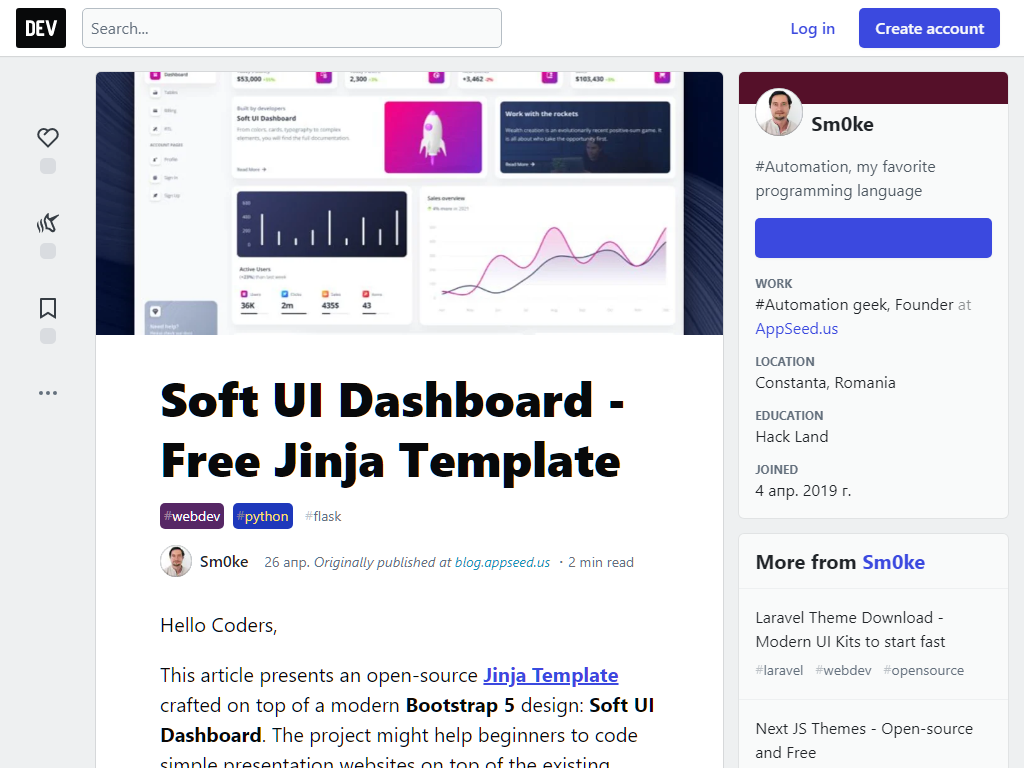 DEV
Search...
Log in
Create account
Dashboard
Tables
Billing
RTL
ACCOUNT PAGES
Profile
Sign In
Sign Up
$53,000
2,300
+3,462
$103,430
Built by developers
Soft UI Dashboard
From colors, cards, typography to complex
elements, you will find the full documentation.
Read More →
Work with the rockets
Wealth creation is an evolutionarily recent positive-sum game. It
is all about who take the opportunity first.
Read More →
Active Users
(+23%) than last week
36K
2m
435$
43
Sales overview
4% more in 2021
Need help?
Soft UI Dashboard -
Free Jinja Template
#webdev #python #flask
Sm0ke 26 апр. Originally published at blog.appseed.us ・2 min read
Hello Coders,
This article presents an open-source Jinja Template
crafted on top of a modern Bootstrap 5 design: Soft UI
Dashboard. The project might help beginners to code
simple presentation websites on top of the existing
Sm0ke
#Automation, my favorite
programming language
WORK
#Automation geek, Founder at
AppSeed.us
LOCATION
Constanta, Romania
EDUCATION
Hack Land
JOINED
4 апр. 2019 г.
More from Sm0ke
Laravel Theme Download -
Modern UI Kits to start fast
#laravel #webdev #opensource
Next JS Themes - Open-source
and Free